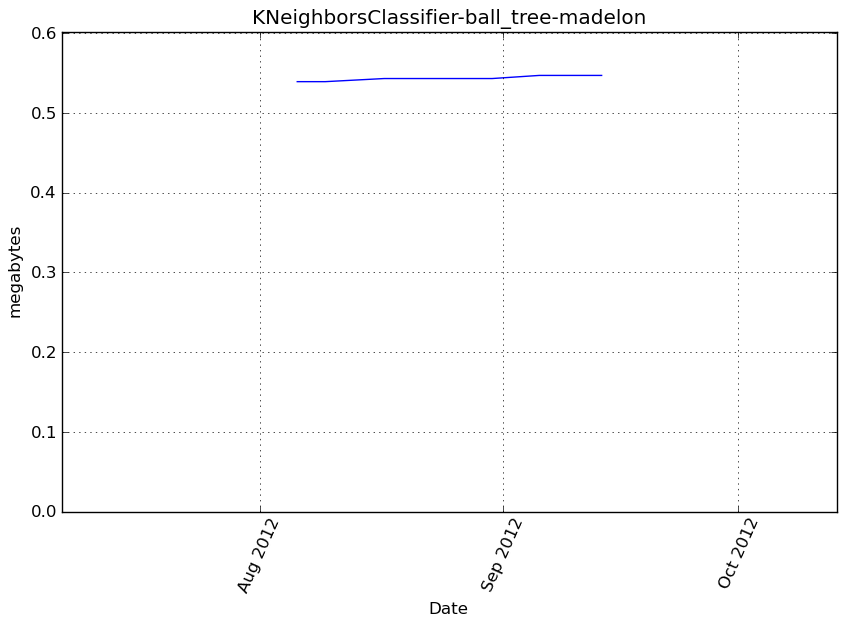 KNeighborsClassifier-ball_tree-madelon
0.6
0.5
0.4
0.3
0.2
0.1
0.0
megabytes
Aug 2012
Sep 2012
Oct 2012
Date